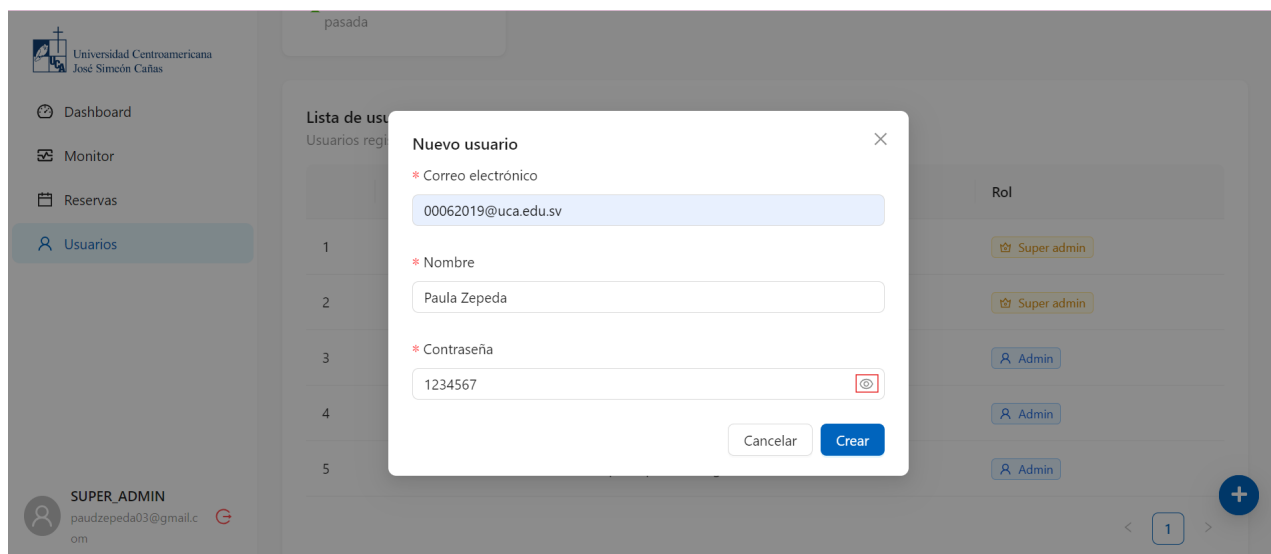 pasada
Universidad Centroamericana
José Simeón Cañas
Dashboard
Monitor
Reservas
Usuarios
SUPER_ADMIN
paudzepeda03@gmail.c
om
Lista de usu
Usuarios regi
Rol
1
Super admin
2
Super admin
3
Admin
4
Admin
5
Admin
Nuevo usuario
* Correo electrónico
00062019@uca.edu.sv
* Nombre
Paula Zepeda
* Contraseña
1234567
Cancelar Crear
+
< 1 >